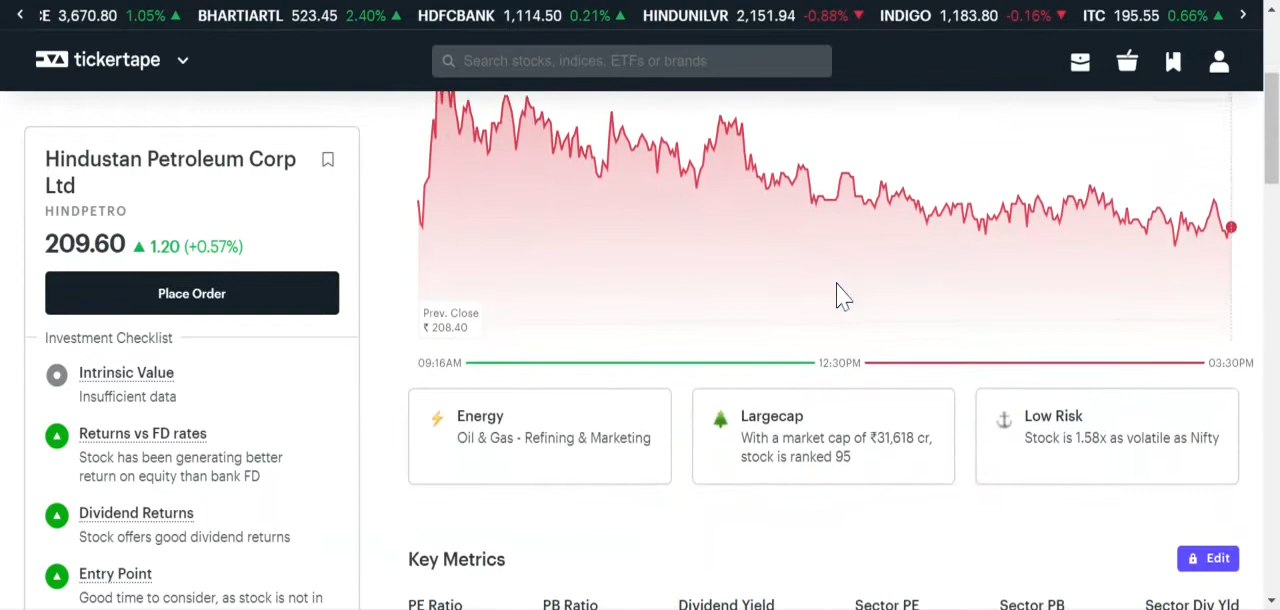 E 3,670.80 1.05% BHARTIARTL 523.45 2.40% HDFCBANK 1,114.50 0.21% HINDUNILVR 2,151.94 -0.88% INDIGO 1,183.80 -0.16% ITC 195.55 0.66%
tickertape
Search stocks, indices, ETFs or brands
Hindustan Petroleum Corp
Ltd
HINDPETRO
209.60 1.20 (+0.57%)
Place Order
Investment Checklist
Intrinsic Value
Insufficient data
Returns vs FD rates
Stock has been generating better
return on equity than bank FD
Dividend Returns
Stock offers good dividend returns
Entry Point
Good time to consider, as stock is not in
Prev. Close
₹ 208.40
09:16AM 12:30PM 03:30PM
Energy
Oil & Gas - Refining & Marketing
Largecap
With a market cap of ₹31,618 cr,
stock is ranked 95
Low Risk
Stock is 1.58x as volatile as Nifty
Key Metrics
Edit
PE Ratio PB Ratio Dividend Yield Sector PE Sector PB Sector Div Yld